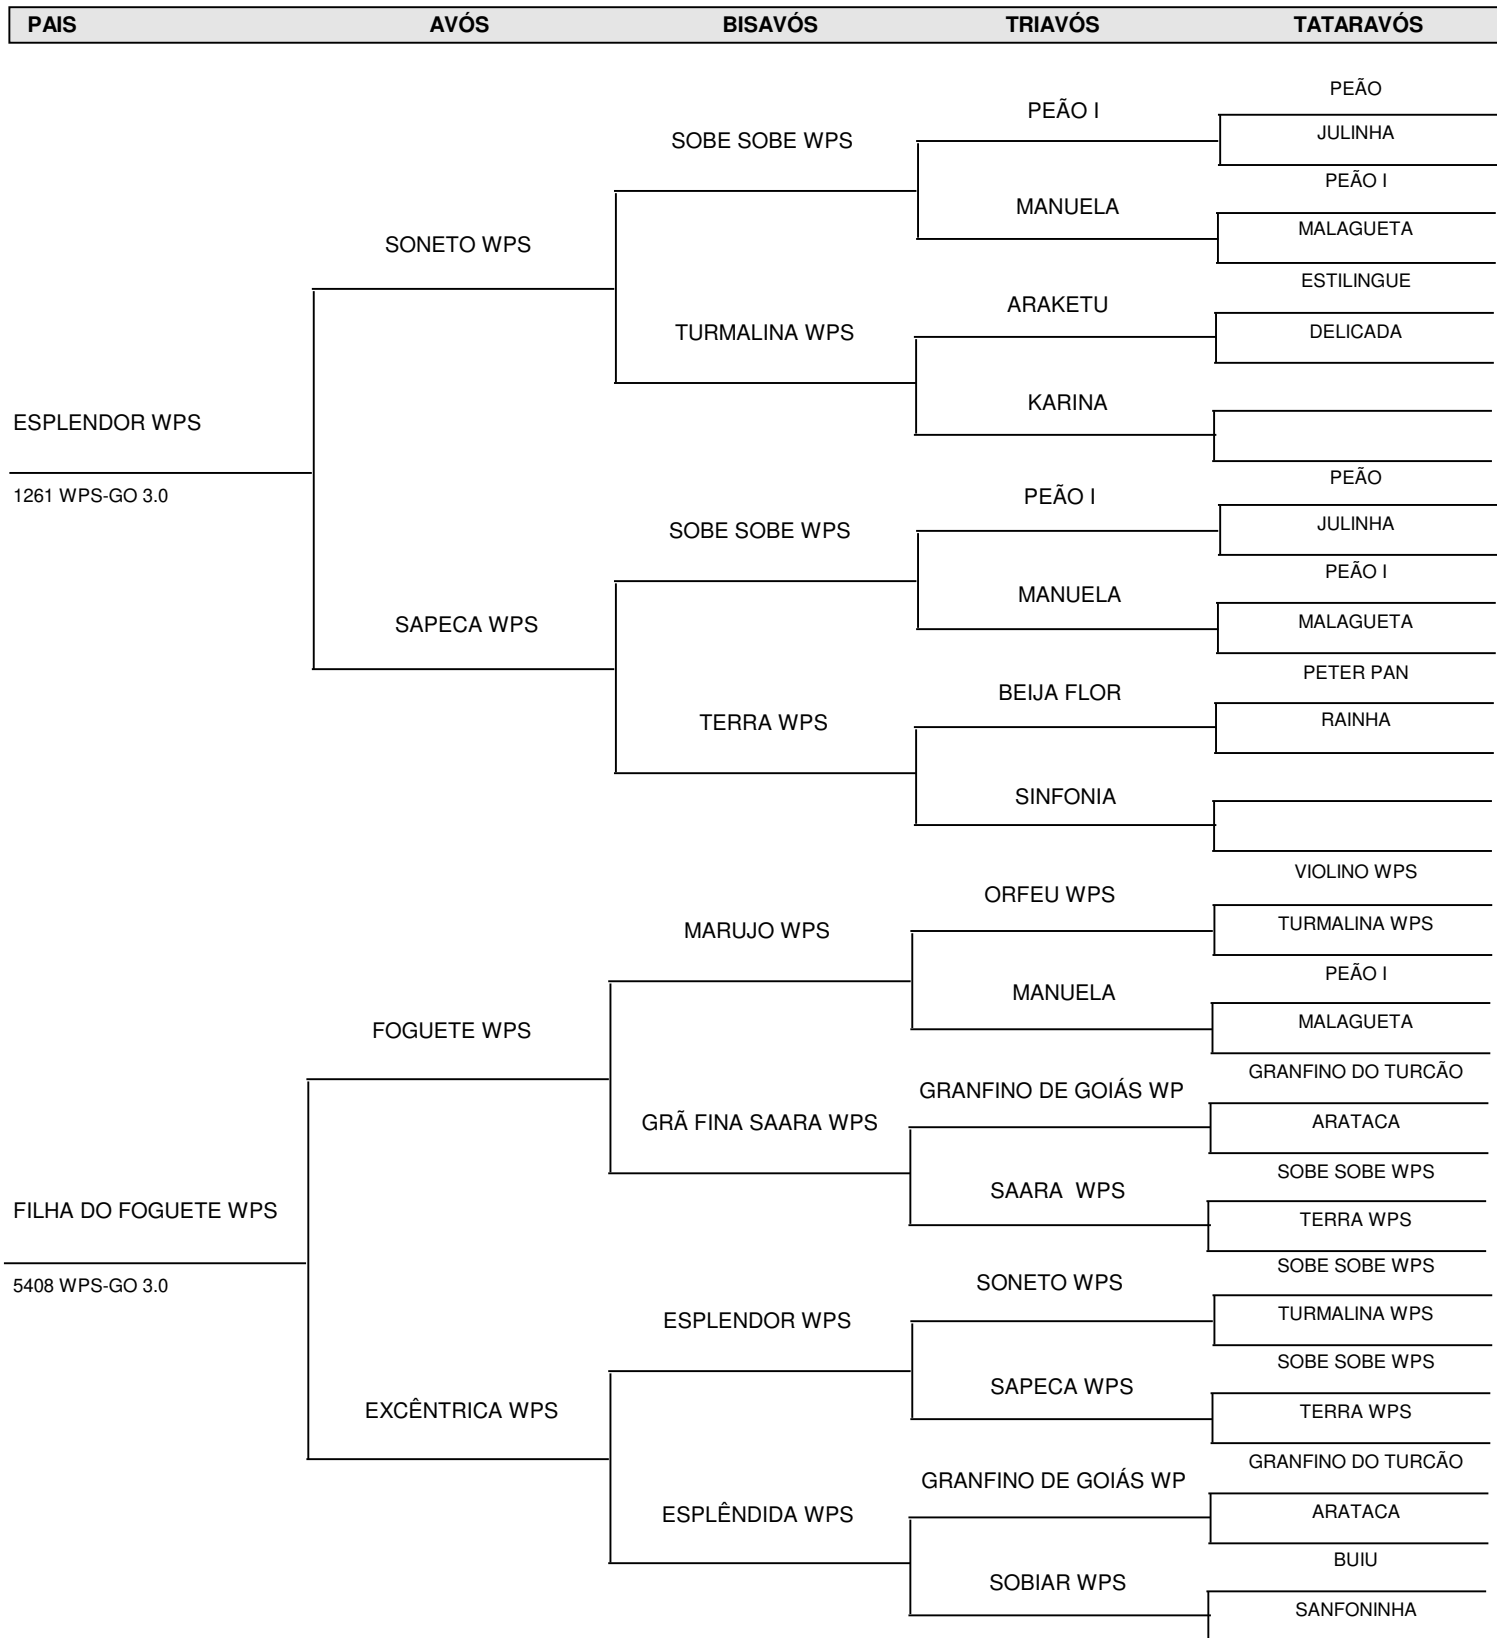 PAIS AVÓS BISAVÓS TRIAVÓS TATARAVÓS
PEÃO
PEÃO I
JULINHA
SOBE SOBE WPS
PEÃO I
MANUELA
MALAGUETA
SONETO WPS
ESTILINGUE
ARAKETU
TURMALINA WPS
DELICADA
KARINA
ESPLENDOR WPS
PEÃO
1261 WPS-GO 3.0
PEÃO I
JULINHA
SOBE SOBE WPS
PEÃO I
MANUELA
MALAGUETA
SAPECA WPS
PETER PAN
BEIJA FLOR
RAINHA
TERRA WPS
SINFONIA
VIOLINO WPS
ORFEU WPS
TURMALINA WPS
MARUJO WPS
PEÃO I
MANUELA
MALAGUETA
FOGUETE WPS
GRANFINO DO TURCÃO
GRANFINO DE GOIÁS WP
ARATACA
GRÃ FINA SAARA WPS
SOBE SOBE WPS
SAARA WPS
FILHA DO FOGUETE WPS
TERRA WPS
SOBE SOBE WPS
5408 WPS-GO 3.0
SONETO WPS
TURMALINA WPS
ESPLENDOR WPS
SOBE SOBE WPS
SAPECA WPS
EXCÊNTRICA WPS
TERRA WPS
GRANFINO DO TURCÃO
GRANFINO DE GOIÁS WP
ARATACA
ESPLÊNDIDA WPS
BUIU
SOBIAR WPS
SANFONINHA